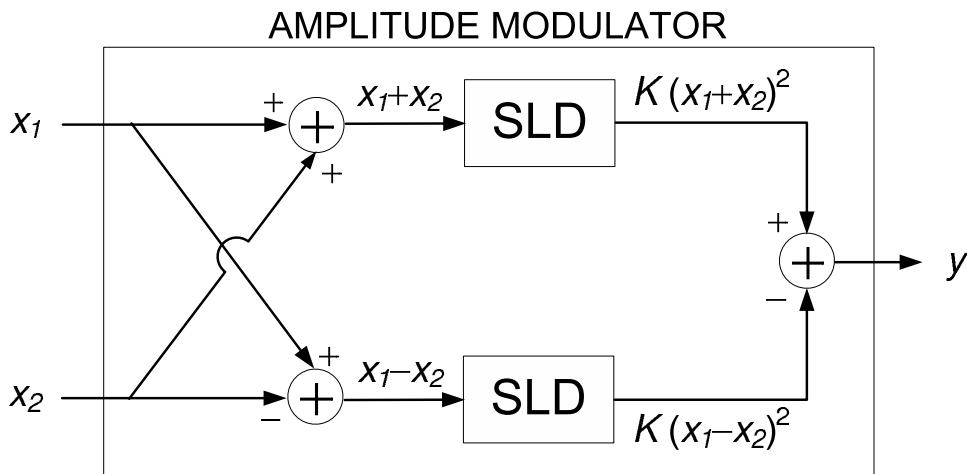 AMPLITUDE MODULATOR
x₁
+
+
+
x₁+x₂
SLD
K(x₁+x₂)²
+
+
−
y
x₂
+
−
+
x₁−x₂
SLD
K(x₁−x₂)²